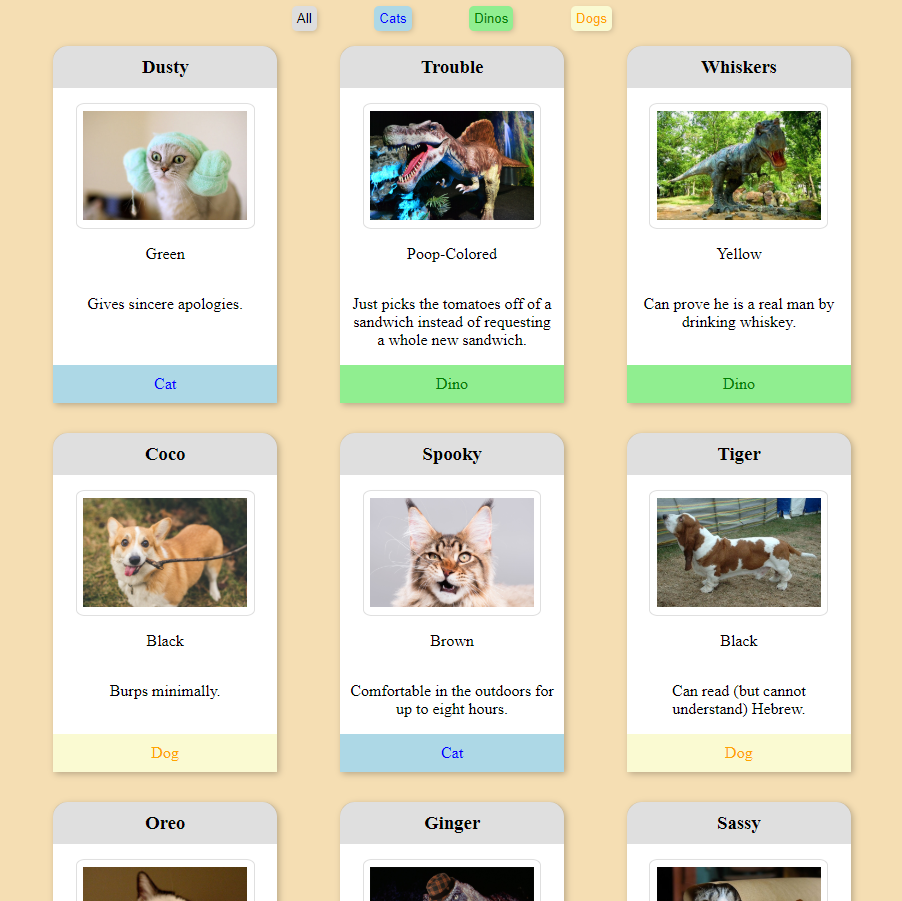 All
Cats
Dinos
Dogs
Dusty
Green
Gives sincere apologies.
Cat
Trouble
Poop-Colored
Just picks the tomatoes off of a
sandwich instead of requesting
a whole new sandwich.
Dino
Whiskers
Yellow
Can prove he is a real man by
drinking whiskey.
Dino
Coco
Black
Burps minimally.
Dog
Spooky
Brown
Comfortable in the outdoors for
up to eight hours.
Cat
Tiger
Black
Can read (but cannot
understand) Hebrew.
Dog
Oreo
Ginger
Sassy